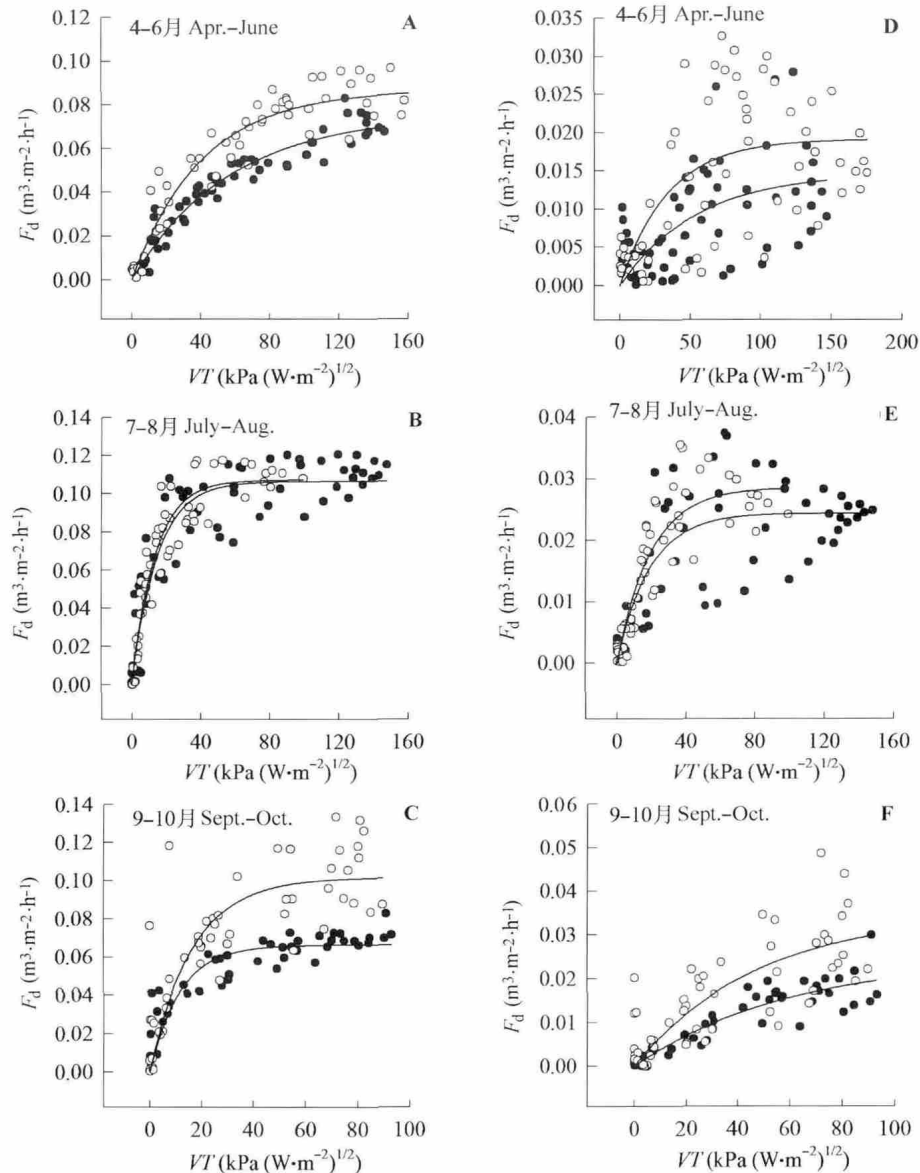 4–6月 Apr.–June
A
0.12
0.10
0.08
0.06
0.04
0.02
0.00
F_d (m³·m⁻²·h⁻¹)
0 40 80 120 160
VT (kPa (W·m⁻²)^1/2)
4–6月 Apr.–June
D
0.035
0.030
0.025
0.020
0.015
0.010
0.005
0.000
F_d (m³·m⁻²·h⁻¹)
0 50 100 150 200
VT (kPa (W·m⁻²)^1/2)
7–8月 July–Aug.
B
0.14
0.12
0.10
0.08
0.06
0.04
0.02
0.00
F_d (m³·m⁻²·h⁻¹)
0 40 80 120 160
VT (kPa (W·m⁻²)^1/2)
7–8月 July–Aug.
E
0.04
0.03
0.02
0.01
0.00
F_d (m³·m⁻²·h⁻¹)
0 40 80 120 160
VT (kPa (W·m⁻²)^1/2)
9–10月 Sept.–Oct.
C
0.14
0.12
0.10
0.08
0.06
0.04
0.02
0.00
F_d (m³·m⁻²·h⁻¹)
0 20 40 60 80 100
VT (kPa (W·m⁻²)^1/2)
9–10月 Sept.–Oct.
F
0.06
0.05
0.04
0.03
0.02
0.01
0.00
F_d (m³·m⁻²·h⁻¹)
0 20 40 60 80 100
VT (kPa (W·m⁻²)^1/2)